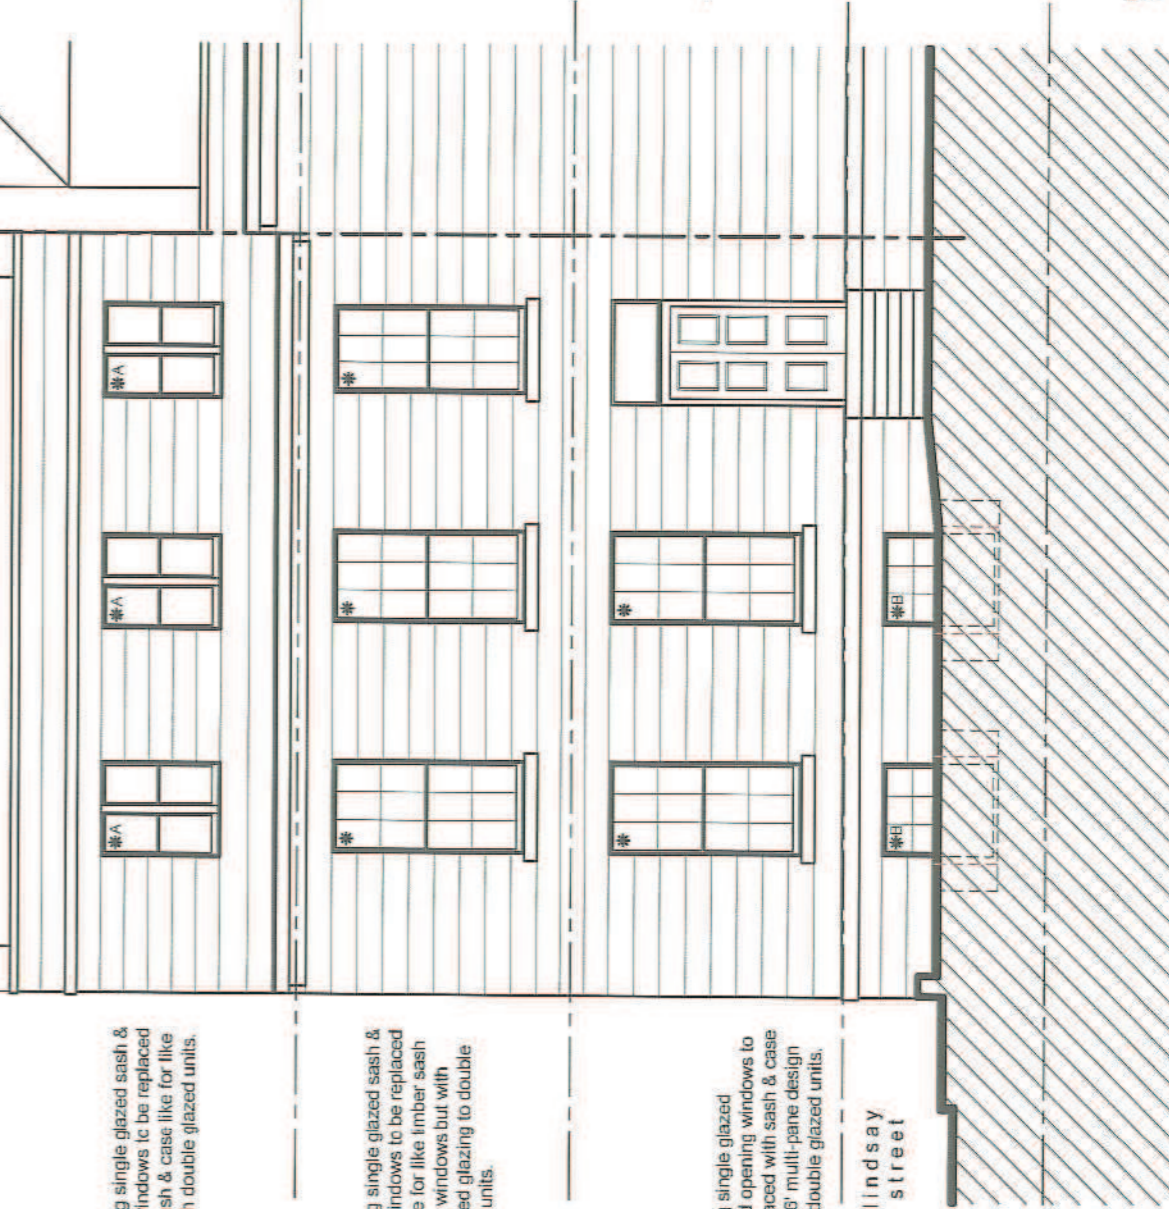 g single glazed sash &
indows tc be replaced
sh & case like for like
n double glazed units.
g single glazed sash &
indows to be replaced
e for like timber sash
windows but with
ed glazing to double
units.
single glazed
d opening windows to
aced with sash & case
6' multi-pane design
double glazed units.
lindsay
street
✱A
✱A
✱A
✱
✱
✱
✱
✱
✱B
✱B